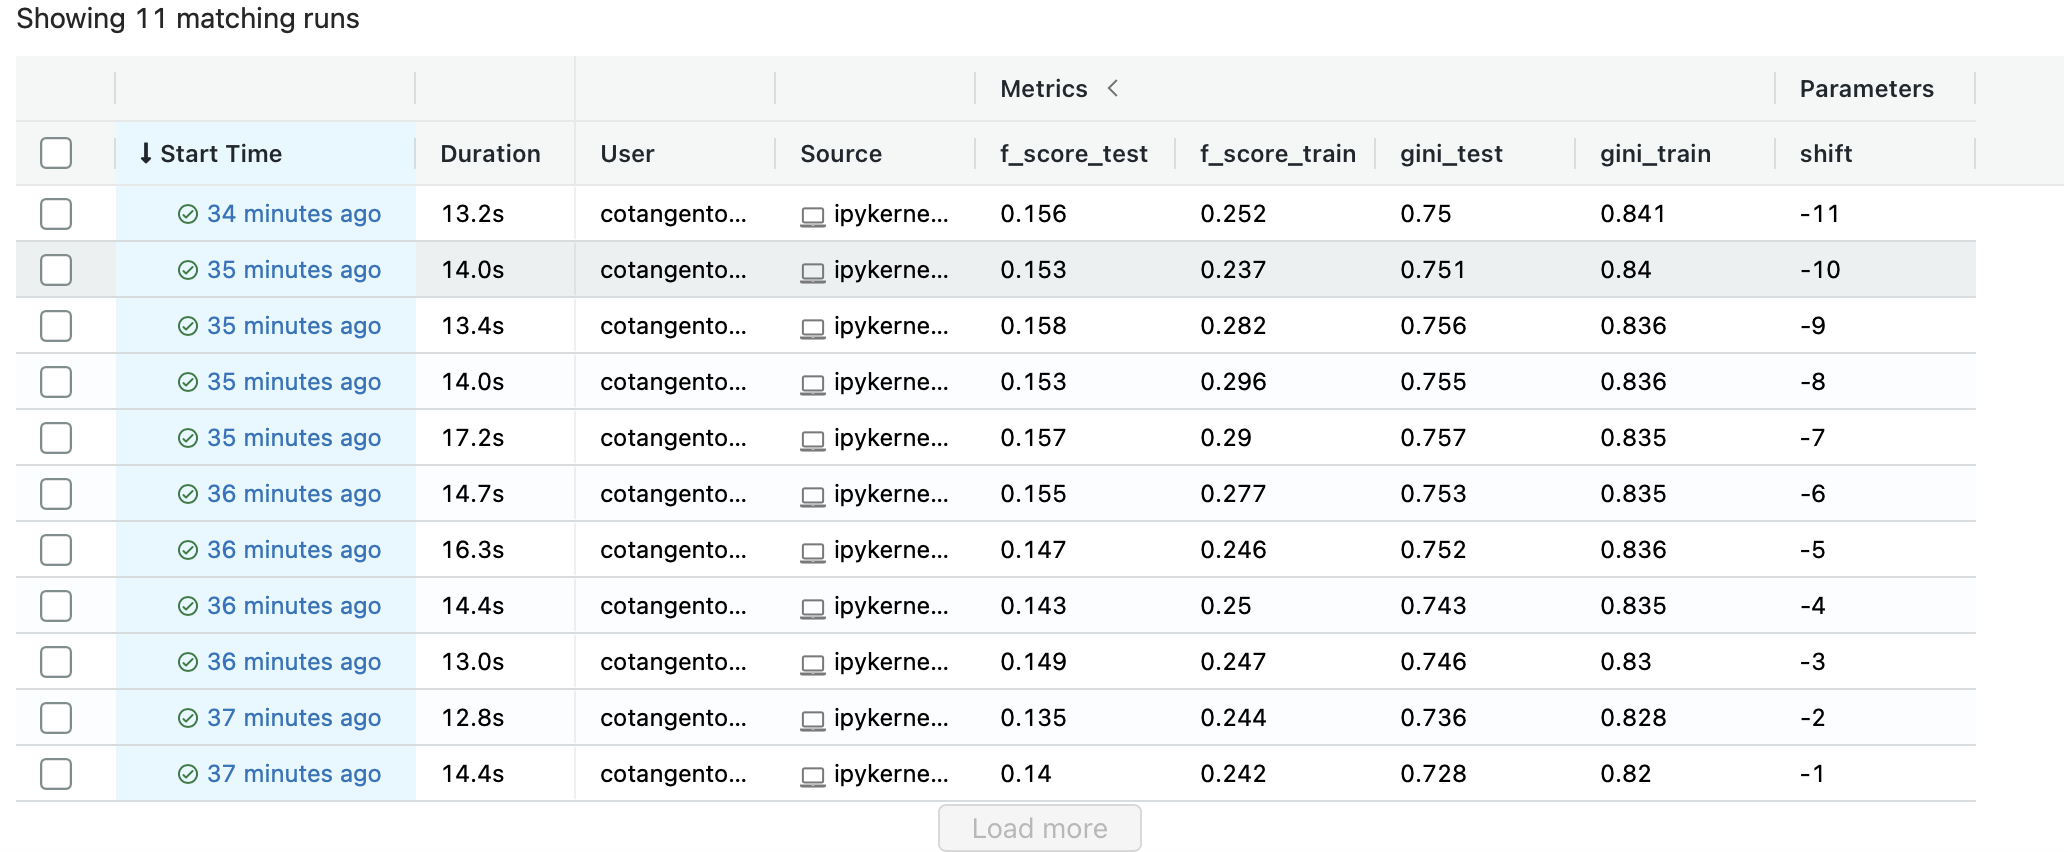 Showing 11 matching runs
Metrics Parameters
Start Time Duration User Source f_score_test f_score_train gini_test gini_train shift
34 minutes ago 13.2s cotangento... ipykerne... 0.156 0.252 0.75 0.841 -11
35 minutes ago 14.0s cotangento... ipykerne... 0.153 0.237 0.751 0.84 -10
35 minutes ago 13.4s cotangento... ipykerne... 0.158 0.282 0.756 0.836 -9
35 minutes ago 14.0s cotangento... ipykerne... 0.153 0.296 0.755 0.836 -8
35 minutes ago 17.2s cotangento... ipykerne... 0.157 0.29 0.757 0.835 -7
36 minutes ago 14.7s cotangento... ipykerne... 0.155 0.277 0.753 0.835 -6
36 minutes ago 16.3s cotangento... ipykerne... 0.147 0.246 0.752 0.836 -5
36 minutes ago 14.4s cotangento... ipykerne... 0.143 0.25 0.743 0.835 -4
36 minutes ago 13.0s cotangento... ipykerne... 0.149 0.247 0.746 0.83 -3
37 minutes ago 12.8s cotangento... ipykerne... 0.135 0.244 0.736 0.828 -2
37 minutes ago 14.4s cotangento... ipykerne... 0.14 0.242 0.728 0.82 -1
Load more